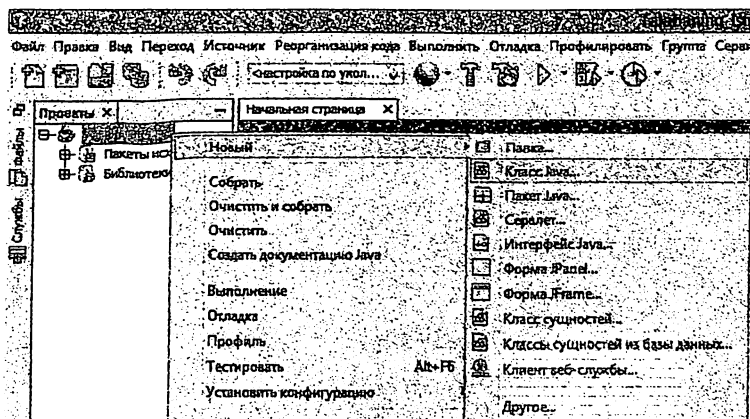 Файл Правка Вид Переход Источник Реорганизация кода Выполнить Отладка Профилировать Группа
<настройка по умол...
Проекты
Начальная страница
Файлы
Службы
Пакеты
Библиотеки
Новый
Собрать
Очистить и собрать
Очистить
Создать документацию Java
Выполнение
Отладка
Профиль
Тестировать Alt+F6
Установить конфигурацию
Папка...
Класс Java...
Пакет Java...
Сервлет...
Интерфейс Java...
Форма JPanel...
Форма JFrame...
Класс сущностей...
Классы сущностей из базы данных...
Клиент веб-службы...
Другое...